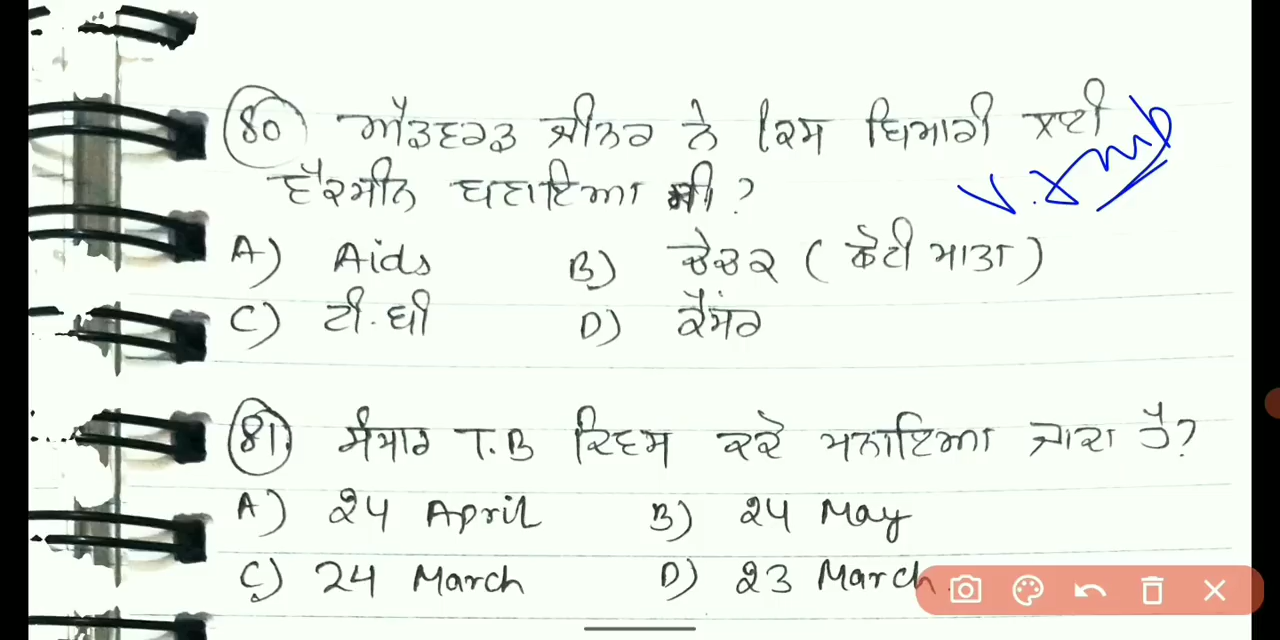 80 ਐਡਵਰਡ ਜੀਨਰ ਨੇ ਕਿਸ ਬਿਮਾਰੀ ਲਈ
ਵੈਕਸੀਨ ਬਣਾਇਆ ਸੀ?
A) Aids B) ਚੇਚਕ (ਛੋਟੀ ਮਾਤਾ)
C) ਟੀ.ਬੀ D) ਕੈਂਸਰ
V. Imp
81 ਸੰਸਾਰ T.B ਦਿਵਸ ਕਦੋਂ ਮਨਾਇਆ ਜਾਂਦਾ ਹੈ?
A) 24 April B) 24 May
C) 24 March D) 23 March